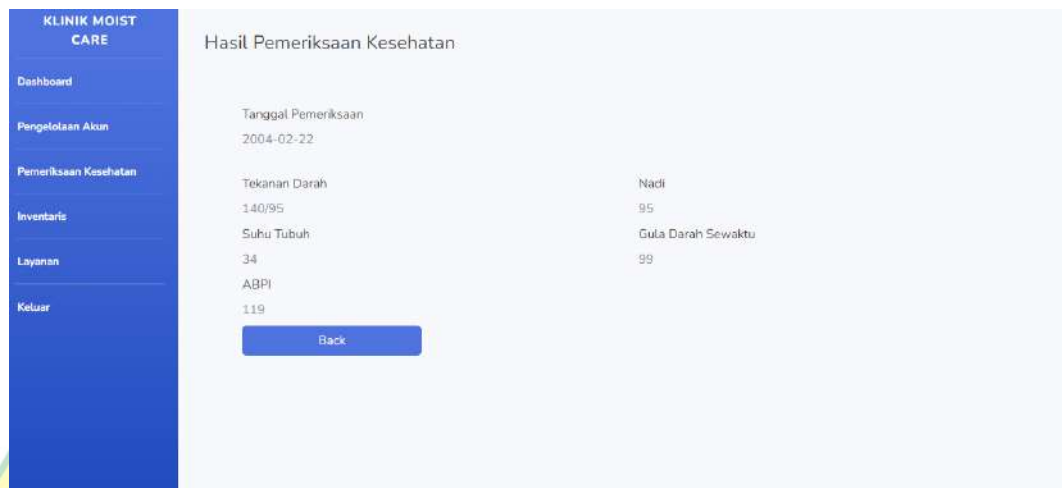 KLINIK MOIST
CARE
Dashboard
Pengelolaan Akun
Pemeriksaan Kesehatan
Inventaris
Layanan
Keluar
Hasil Pemeriksaan Kesehatan
Tanggal Pemeriksaan
2004-02-22
Tekanan Darah
140/95
Nadi
95
Suhu Tubuh
34
Gula Darah Sewaktu
99
ABPI
119
Back